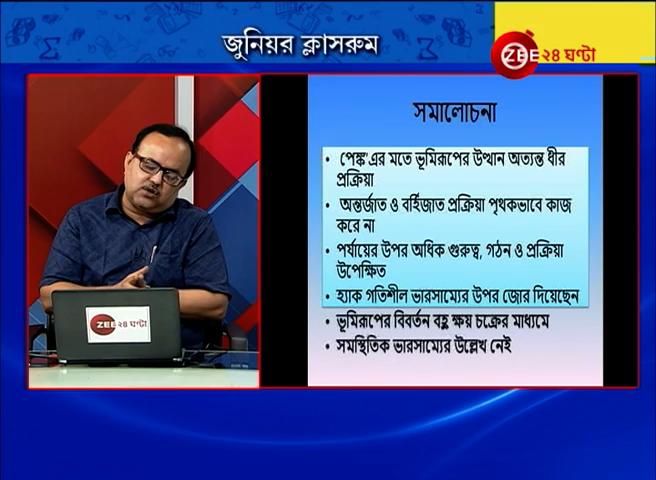 জুনিয়র ক্লাসরুম
ZEE ২৪ ঘণ্টা
সমালোচনা
• পেঙ্ক'এর মতে ভূমিরূপের উত্থান অত্যন্ত ধীর
প্রক্রিয়া
• অন্তর্জাত ও বর্হিজাত প্রক্রিয়া পৃথকভাবে কাজ
করে না
• পর্যায়ের উপর অধিক গুরুত্ব, গঠন ও প্রক্রিয়া
উপেক্ষিত
• হ্যাক গতিশীল ভারসাম্যের উপর জোর দিয়েছেন
• ভূমিরূপের বিবর্তন বহু ক্ষয় চক্রের মাধ্যমে
• সমস্থিতিক ভারসাম্যের উল্লেখ নেই
ZEE ২৪ ঘণ্টা